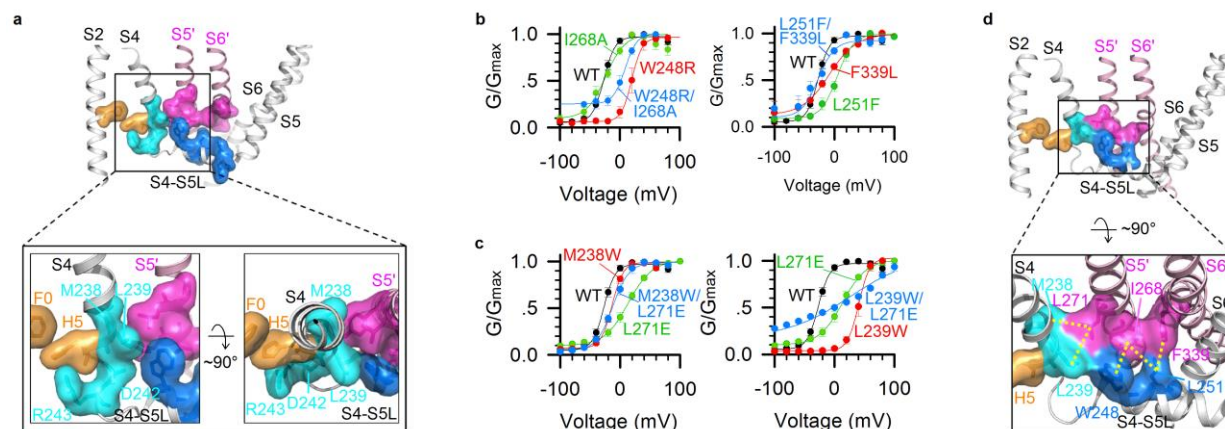 a
S2
S4
S5'
S6'
S6
S5
S4-S5L
S4
S5'
F0
M238
L239
H5
D242
R243
S4-S5L
~90°
S4
M238
S5'
F0
H5
R243
D242
L239
S4-S5L
b
G/Gmax
1.0
0.5
0.0
-100
0
100
Voltage (mV)
I268A
WT
W248R
W248R/
I268A
G/Gmax
1.0
0.5
0.0
-100
0
100
Voltage (mV)
L251F/
F339L
WT
F339L
L251F
c
G/Gmax
1.0
0.5
0.0
-100
0
100
Voltage (mV)
M238W
WT
M238W/
L271E
L271E
G/Gmax
1.0
0.5
0.0
-100
0
100
Voltage (mV)
L271E
WT
L239W/
L271E
L239W
d
S2
S4
S5'
S6'
S6
S5
S4-S5L
~90°
S4
M238
L271
S5'
I268
S6'
F339
H5
L239
W248
L251
S4-S5L